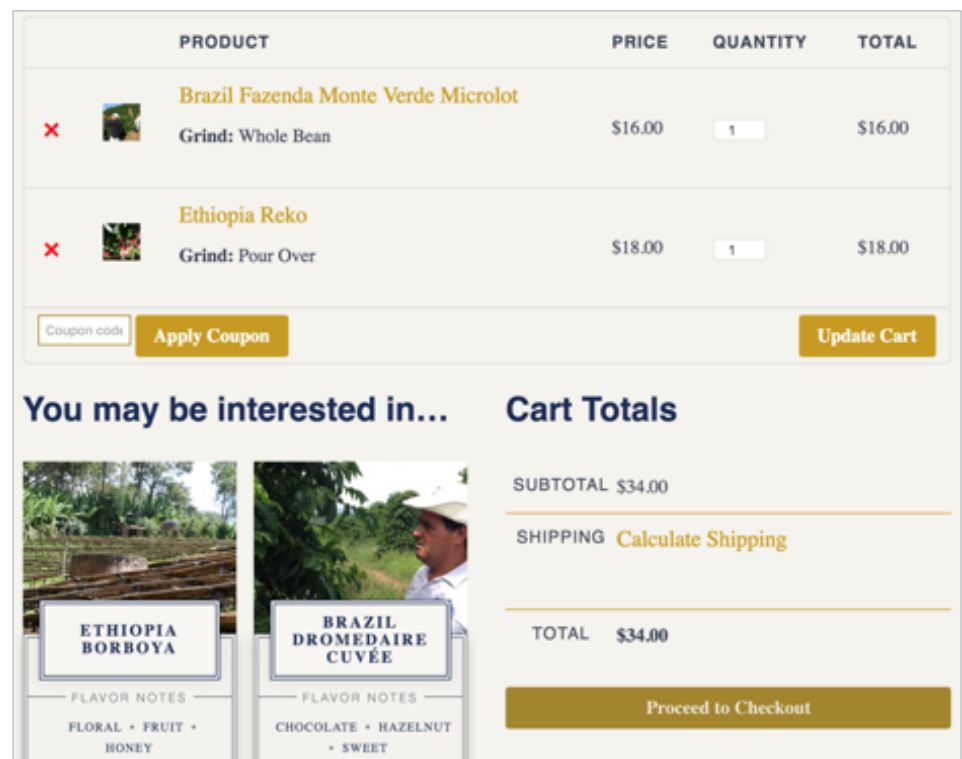 PRODUCT PRICE QUANTITY TOTAL
Brazil Fazenda Monte Verde Microlot
× Grind: Whole Bean $16.00 1 $16.00
Ethiopia Reko
× Grind: Pour Over $18.00 1 $18.00
Coupon code Apply Coupon Update Cart
You may be interested in...
ETHIOPIA
BORBOYA
FLAVOR NOTES
FLORAL • FRUIT •
HONEY
BRAZIL
DROMEDAIRE
CUVÉE
FLAVOR NOTES
CHOCOLATE • HAZELNUT
• SWEET
Cart Totals
SUBTOTAL $34.00
SHIPPING Calculate Shipping
TOTAL $34.00
Proceed to Checkout